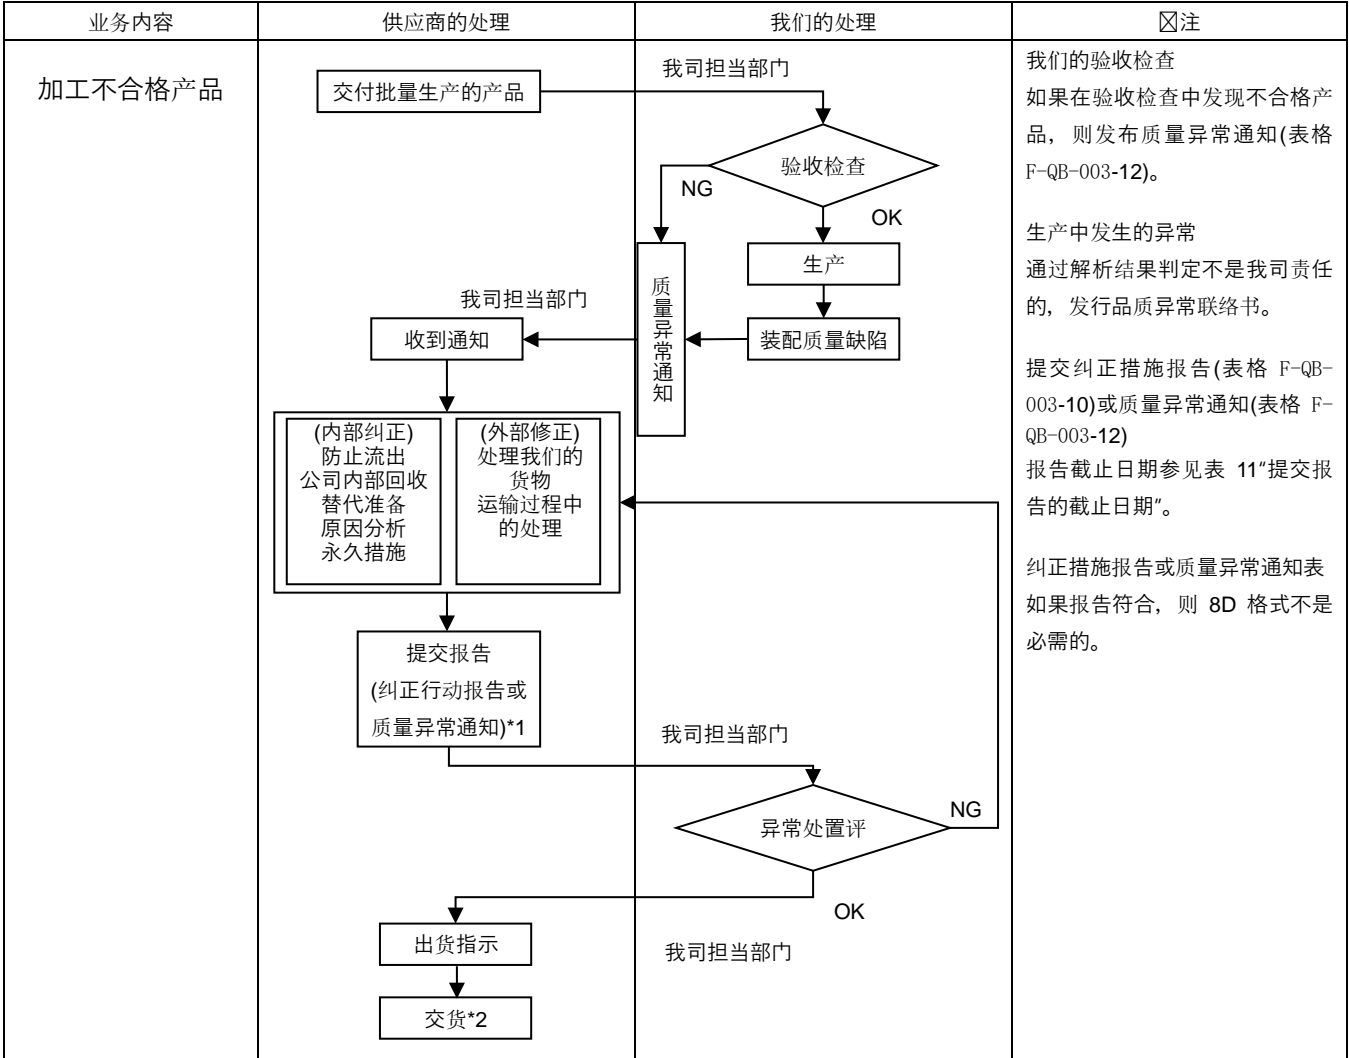 业务内容
供应商的处理
我们的处理
注
加工不合格产品
交付批量生产的产品
我司担当部门
验收检查
NG
OK
生产
质量异常通知
我司担当部门
收到通知
装配质量缺陷
(内部纠正)
防止流出
公司内部回收
替代准备
原因分析
永久措施
(外部修正)
处理我们的
货物
运输过程中
的处理
提交报告
(纠正行动报告或
质量异常通知)*1
我司担当部门
异常处置评
NG
OK
出货指示
我司担当部门
交货*2
我们的验收检查
如果在验收检查中发现不合格产
品，则发布质量异常通知(表格
F-QB-003-12)。
生产中发生的异常
通过解析结果判定不是我司责任
的，发行品质异常联络书。
提交纠正措施报告(表格 F-QB-
003-10)或质量异常通知(表格 F-
QB-003-12)
报告截止日期参见表 11“提交报
告的截止日期”。
纠正措施报告或质量异常通知表
如果报告符合，则 8D 格式不是
必需的。